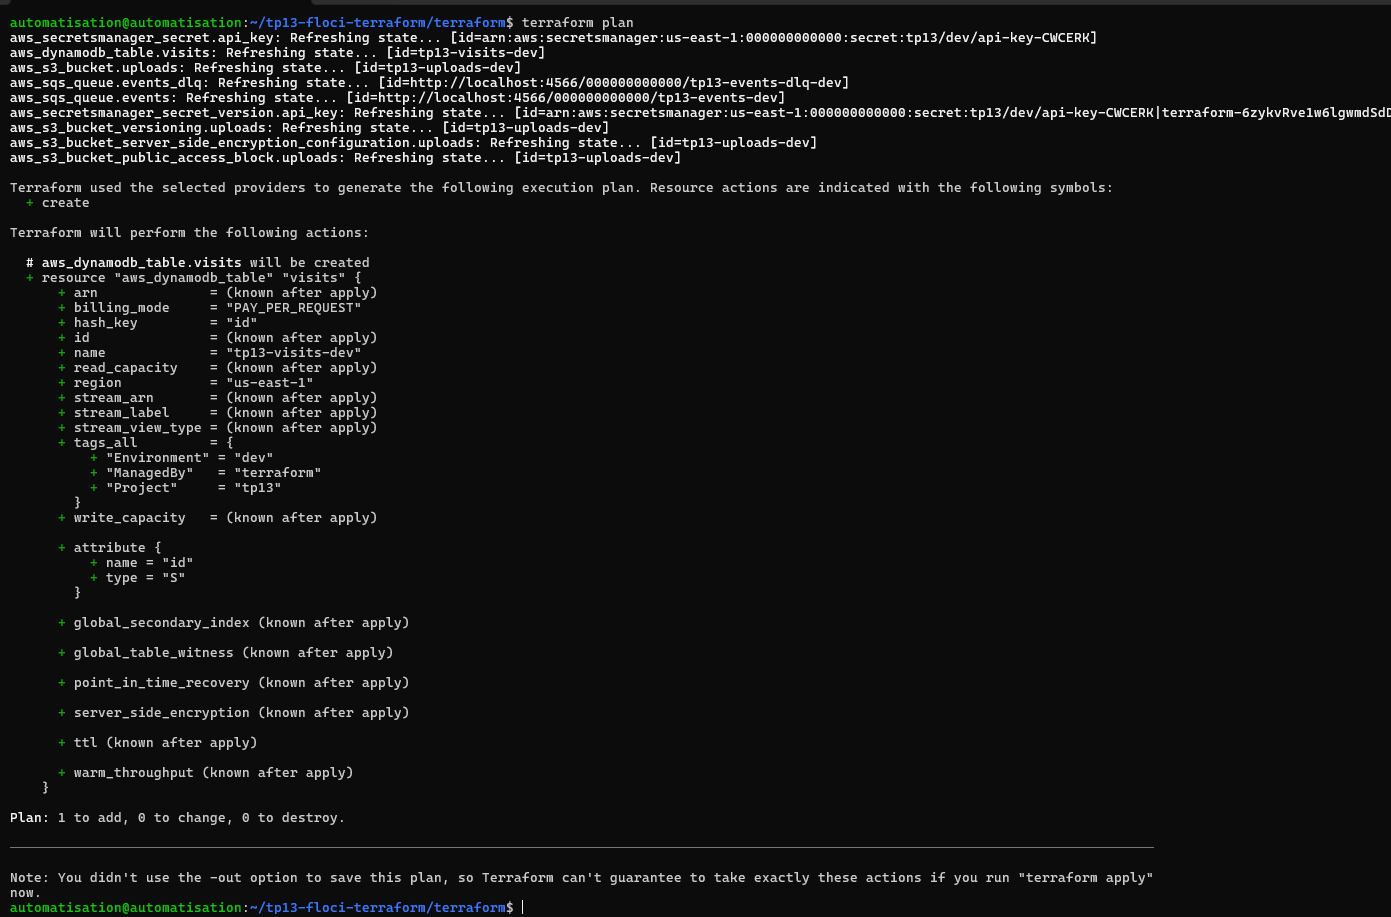 automatisation@automatisation:~/tp13-floci-terraform/terraform$ terraform plan
aws_secretsmanager_secret.api_key: Refreshing state... [id=arn:aws:secretsmanager:us-east-1:000000000000:secret:tp13/dev/api-key-CWCERK]
aws_dynamodb_table.visits: Refreshing state... [id=tp13-visits-dev]
aws_s3_bucket.uploads: Refreshing state... [id=tp13-uploads-dev]
aws_sqs_queue.events_dlq: Refreshing state... [id=http://localhost:4566/000000000000/tp13-events-dlq-dev]
aws_sqs_queue.events: Refreshing state... [id=http://localhost:4566/000000000000/tp13-events-dev]
aws_secretsmanager_secret_version.api_key: Refreshing state... [id=arn:aws:secretsmanager:us-east-1:000000000000:secret:tp13/dev/api-key-CWCERK|terraform-6zykvRve1w6lgwmdSdD
aws_s3_bucket_versioning.uploads: Refreshing state... [id=tp13-uploads-dev]
aws_s3_bucket_server_side_encryption_configuration.uploads: Refreshing state... [id=tp13-uploads-dev]
aws_s3_bucket_public_access_block.uploads: Refreshing state... [id=tp13-uploads-dev]

Terraform used the selected providers to generate the following execution plan. Resource actions are indicated with the following symbols:
  + create

Terraform will perform the following actions:

  # aws_dynamodb_table.visits will be created
  + resource "aws_dynamodb_table" "visits" {
      + arn              = (known after apply)
      + billing_mode     = "PAY_PER_REQUEST"
      + hash_key         = "id"
      + id               = (known after apply)
      + name             = "tp13-visits-dev"
      + read_capacity    = (known after apply)
      + region           = "us-east-1"
      + stream_arn       = (known after apply)
      + stream_label     = (known after apply)
      + stream_view_type = (known after apply)
      + tags_all         = {
          + "Environment" = "dev"
          + "ManagedBy"   = "terraform"
          + "Project"     = "tp13"
        }
      + write_capacity   = (known after apply)

      + attribute {
          + name = "id"
          + type = "S"
        }

      + global_secondary_index (known after apply)

      + global_table_witness (known after apply)

      + point_in_time_recovery (known after apply)

      + server_side_encryption (known after apply)

      + ttl (known after apply)

      + warm_throughput (known after apply)
    }

Plan: 1 to add, 0 to change, 0 to destroy.

Note: You didn't use the -out option to save this plan, so Terraform can't guarantee to take exactly these actions if you run "terraform apply"
now.
automatisation@automatisation:~/tp13-floci-terraform/terraform$